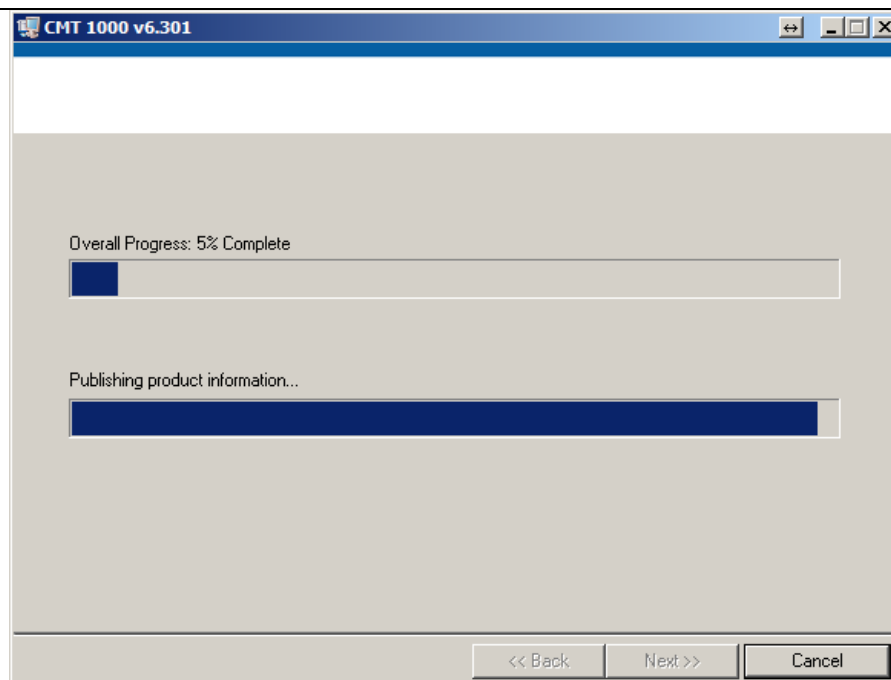 CMT 1000 v6.301
Overall Progress: 5% Complete
Publishing product information...
<< Back
Next >>
Cancel